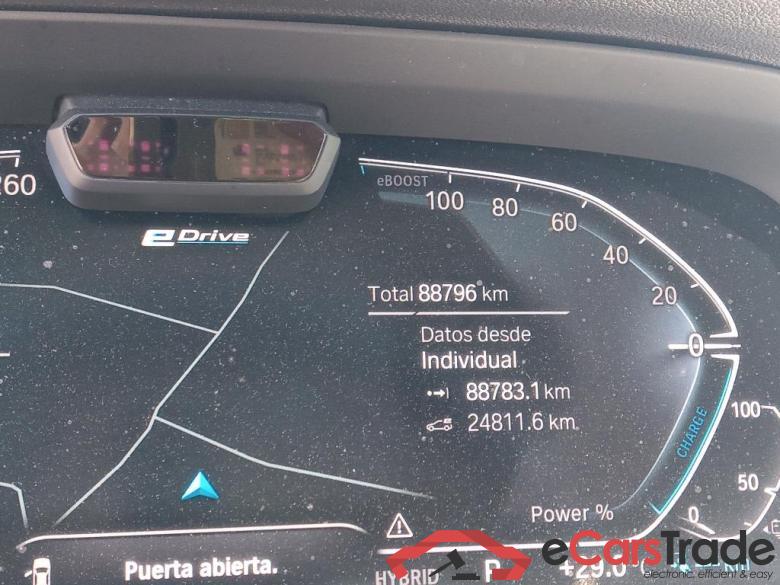 260
eBOOST
100
80
60
40
20
0
eDrive
Total 88796 km
Datos desde
Individual
88783.1 km
24811.6 km
CHARGE
100
50
0
Power %
Puerta abierta.
HYBRID
P
eCarsTrade
electronic, efficient & easy